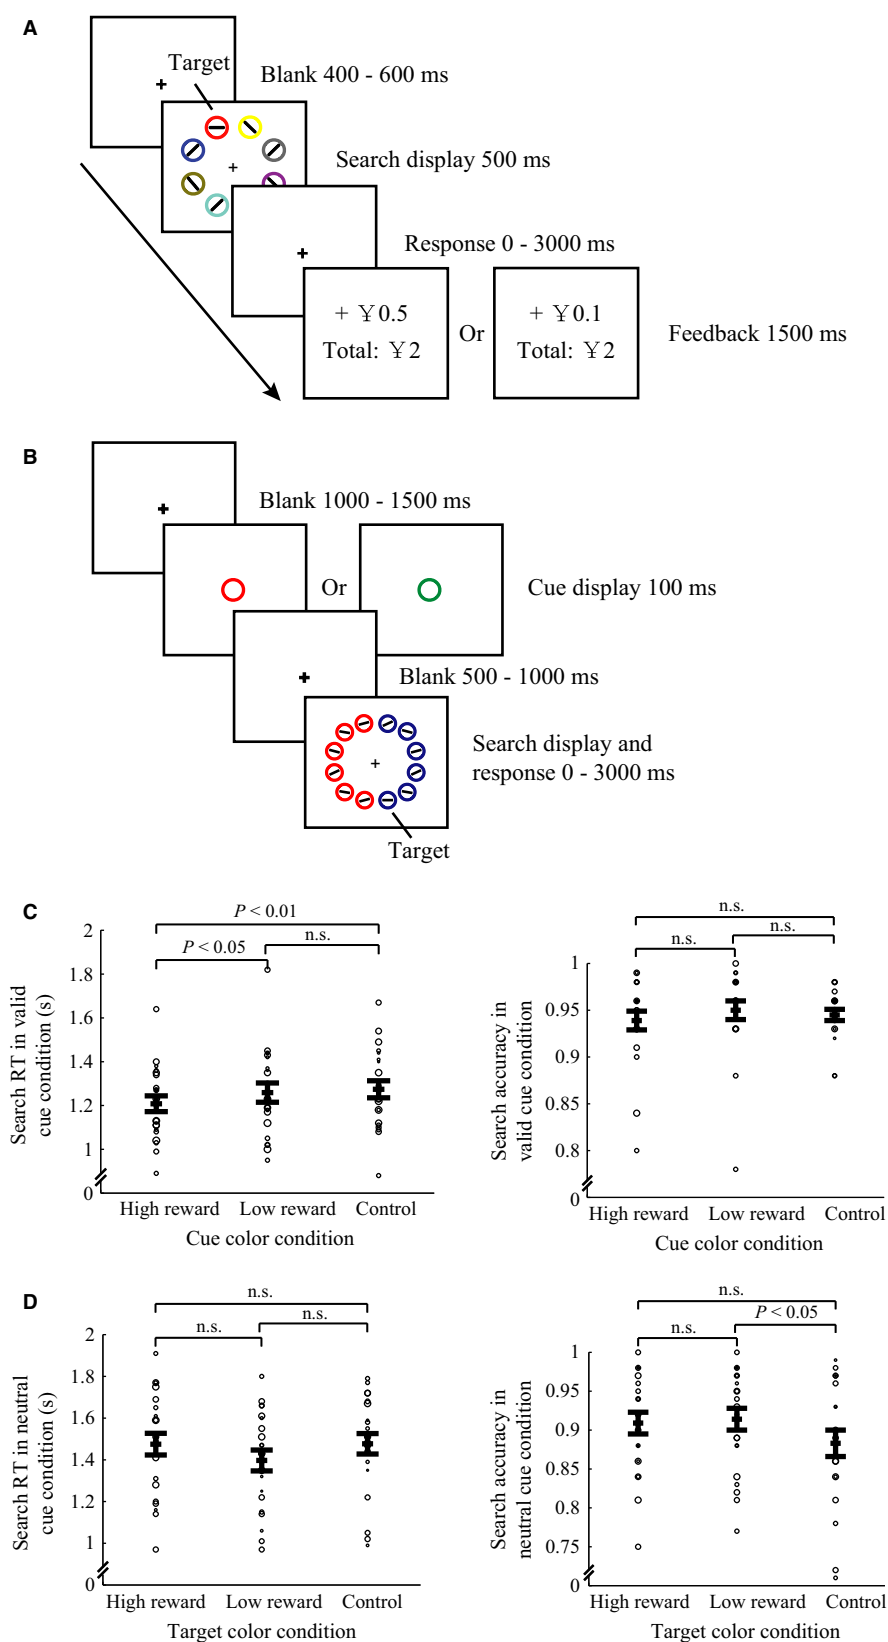 A
Target
Blank 400 - 600 ms
Search display 500 ms
Response 0 - 3000 ms
+ ¥0.5
Total: ¥2
Or
+ ¥0.1
Total: ¥2
Feedback 1500 ms
B
Blank 1000 - 1500 ms
Or
Cue display 100 ms
Blank 500 - 1000 ms
Search display and
response 0 - 3000 ms
Target
C
Search RT in valid
cue condition (s)
2
1.8
1.6
1.4
1.2
1
0
P < 0.01
P < 0.05
n.s.
High reward
Low reward
Control
Cue color condition
Search accuracy in
valid cue condition
1
0.95
0.9
0.85
0.8
0
n.s.
n.s.
n.s.
High reward
Low reward
Control
Cue color condition
D
Search RT in neutral
cue condition (s)
2
1.8
1.6
1.4
1.2
1
0
n.s.
n.s.
n.s.
High reward
Low reward
Control
Target color condition
Search accuracy in
neutral cue condition
1
0.95
0.9
0.85
0.8
0.75
0
n.s.
n.s.
P < 0.05
High reward
Low reward
Control
Target color condition